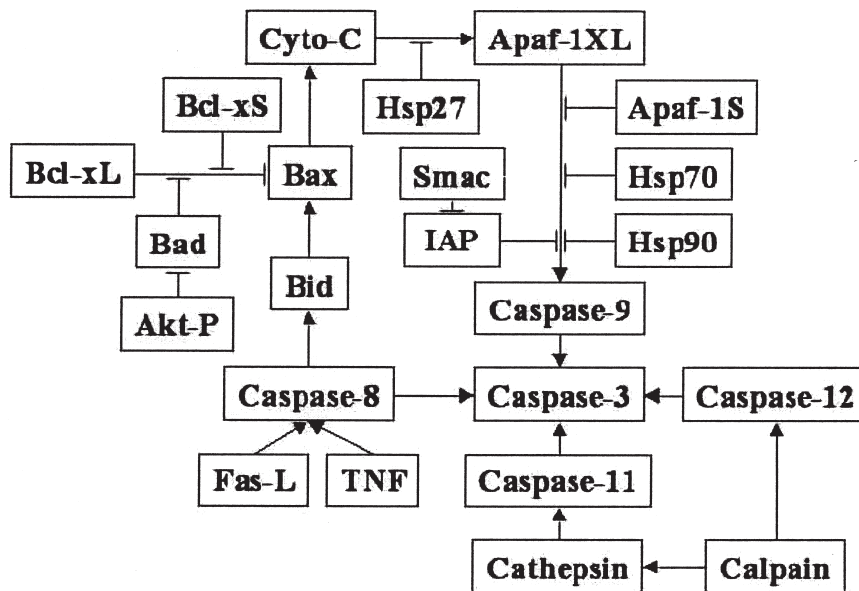 Cyto-C
Apaf-1XL
Bcl-xS
Hsp27
Apaf-1S
Bcl-xL
Bax
Smac
Hsp70
Bad
IAP
Hsp90
Bid
Akt-P
Caspase-9
Caspase-8
Caspase-3
Caspase-12
Fas-L
TNF
Caspase-11
Cathepsin
Calpain